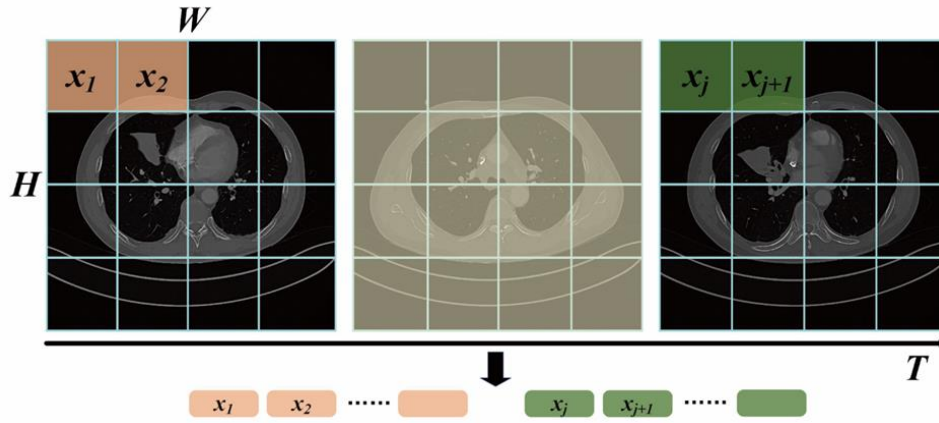 W
x₁ x₂ xⱼ xⱼ₊₁
H
T
x₁ x₂ …… xⱼ xⱼ₊₁ ……